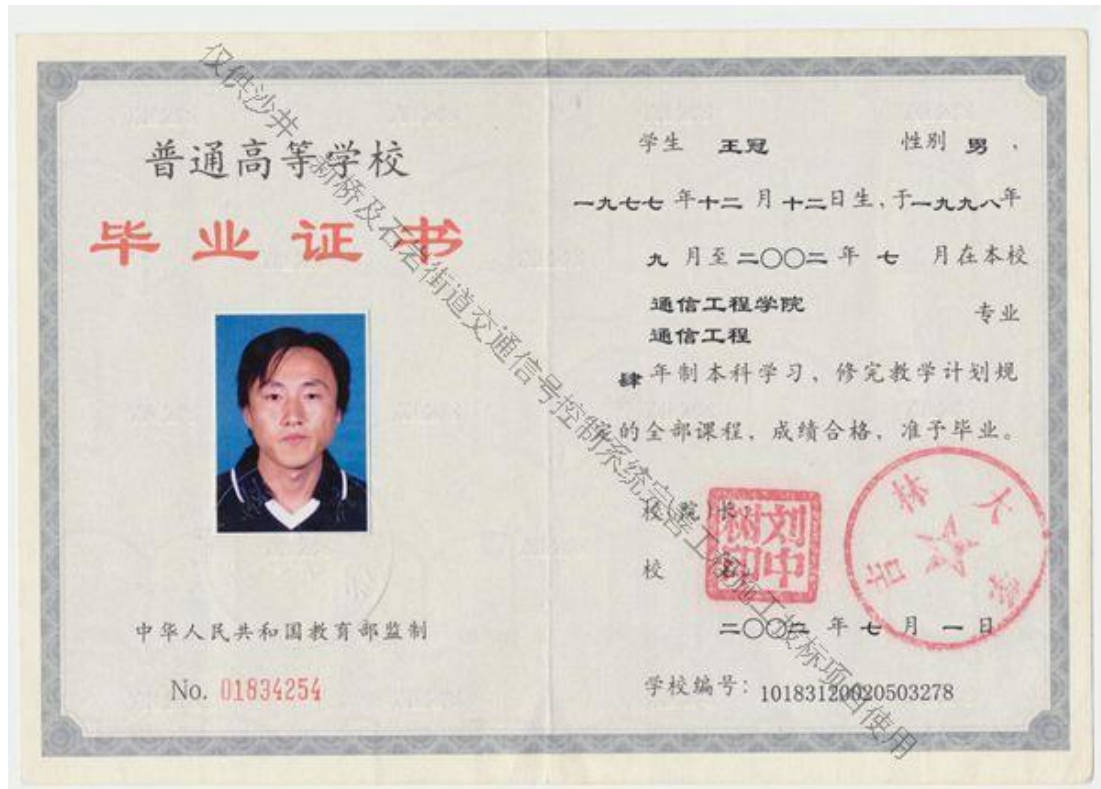 普通高等学校
毕业证书
中华人民共和国教育部监制
No. 01834254
学生 王冠 性别 男 ，
一九七七 年十二 月 十二日生，于一九九八年
九 月至 二〇〇二 年 七 月在本校
通信工程学院
通信工程 专业
肆 年制本科学习，修完教学计划规
定的全部课程，成绩合格，准予毕业。
校（院）长：
刘中树印
校 名：
吉林大学
二〇〇二 年 七 月 一 日
学校编号：10183120020503278
仅供沙井、新桥及石岩街道交通信号控制系统完善工程施工投标项目使用